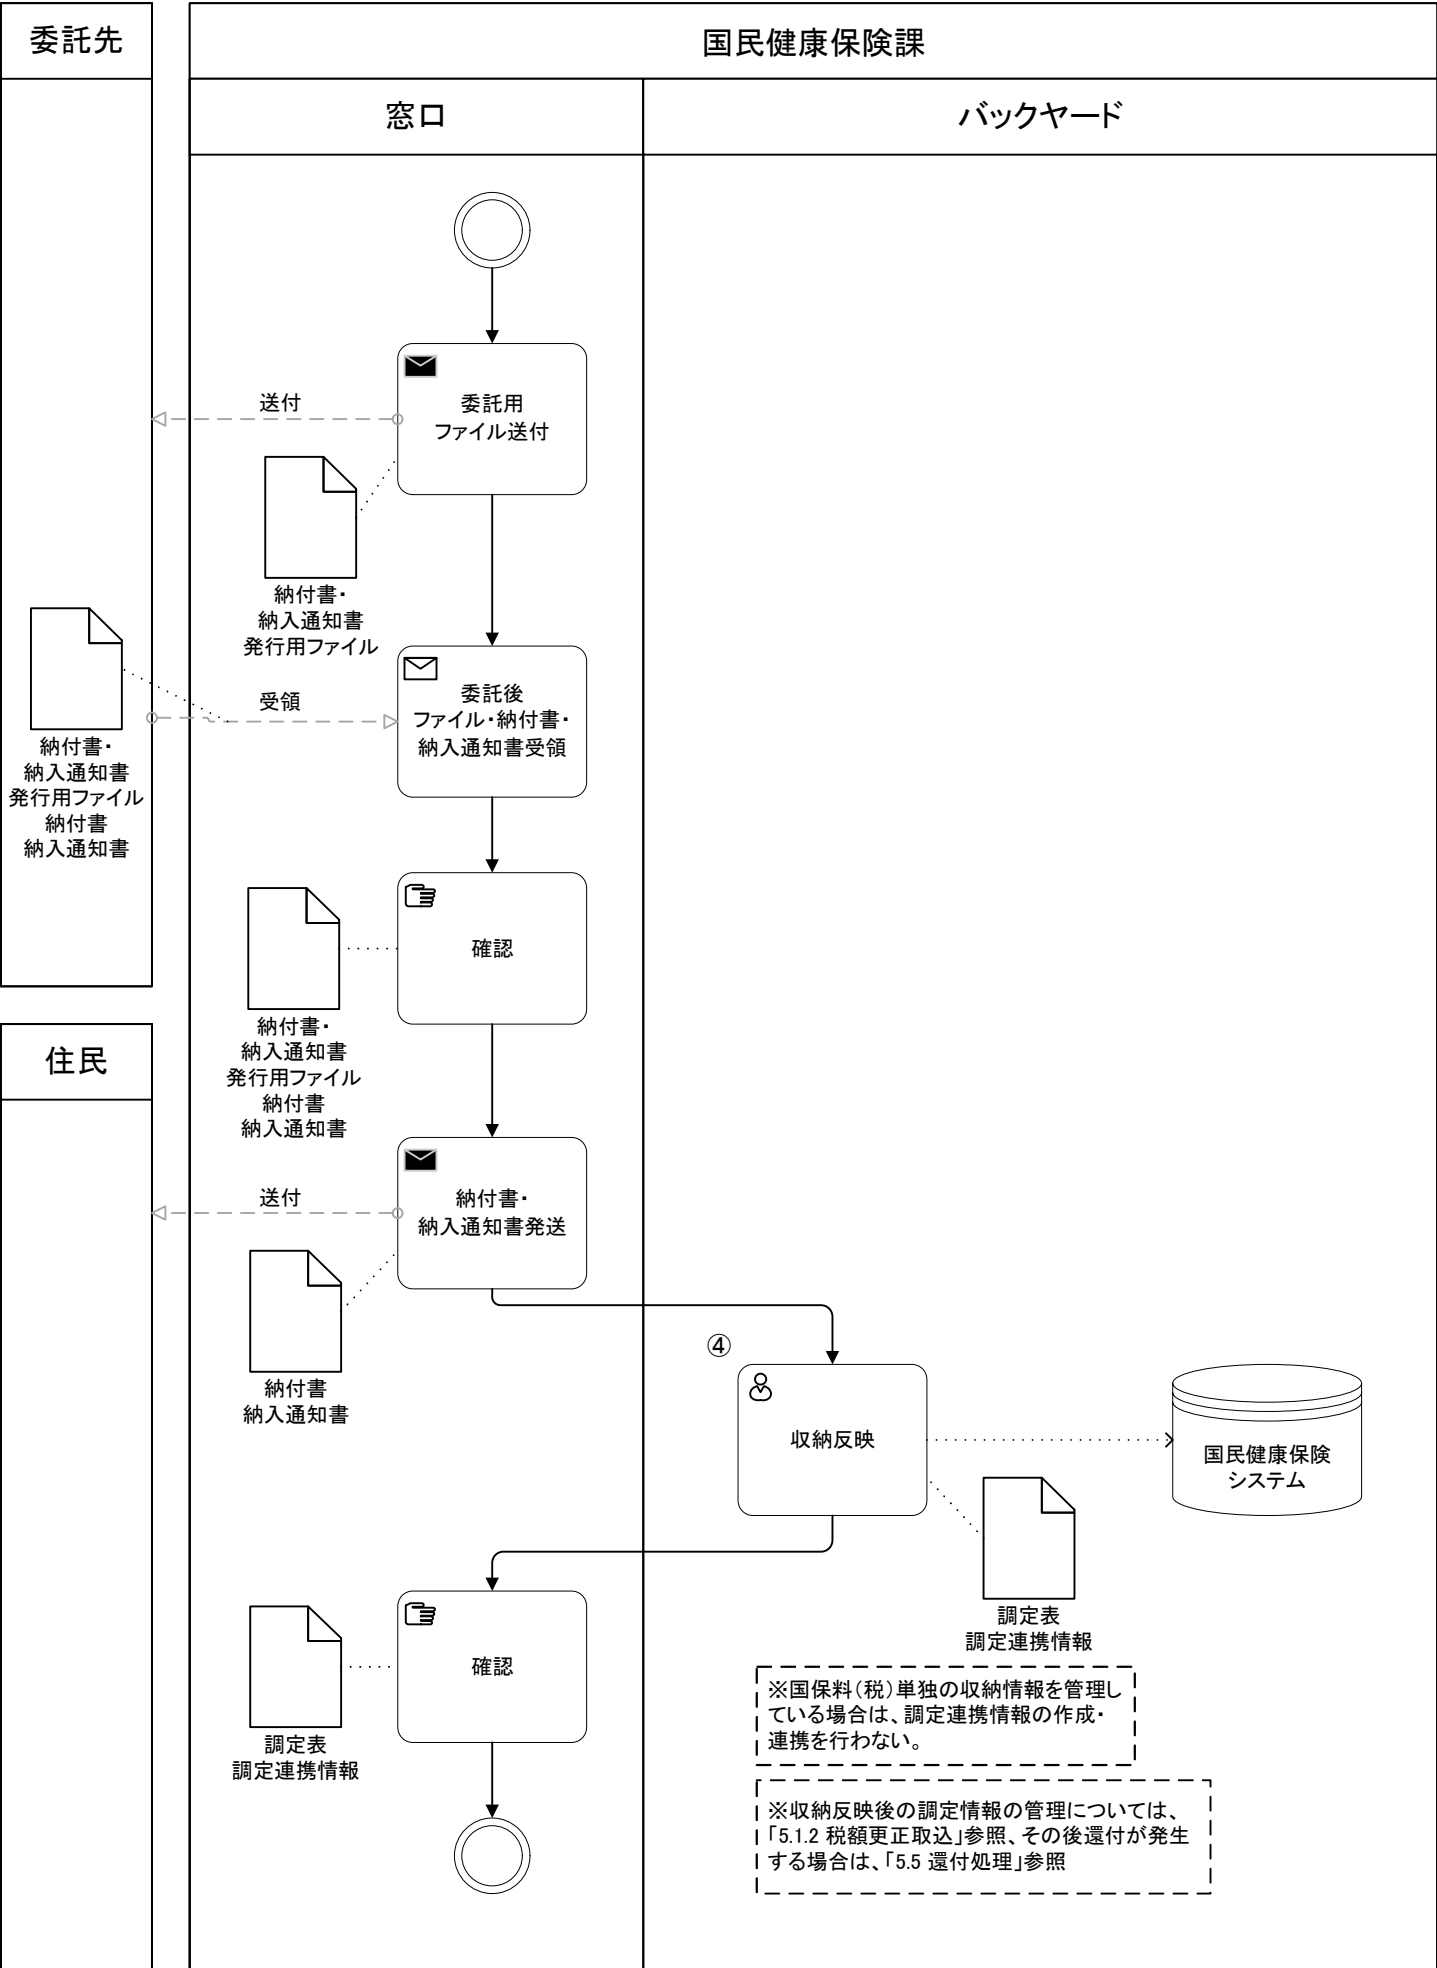 委託先
国民健康保険課
窓口
バックヤード
委託用
ファイル送付
送付
納付書・
納入通知書
発行用ファイル
委託後
ファイル・納付書・
納入通知書受領
受領
納付書・
納入通知書
発行用ファイル
納付書
納入通知書
確認
納付書・
納入通知書
発行用ファイル
納付書
納入通知書
住民
納付書・
納入通知書発送
送付
納付書
納入通知書
④
収納反映
国民健康保険
システム
調定表
調定連携情報
確認
調定表
調定連携情報
※国保料(税)単独の収納情報を管理し
ている場合は、調定連携情報の作成・
連携を行わない。
※収納反映後の調定情報の管理については、
「5.1.2 税額更正取込」参照、その後還付が発生
する場合は、「5.5 還付処理」参照